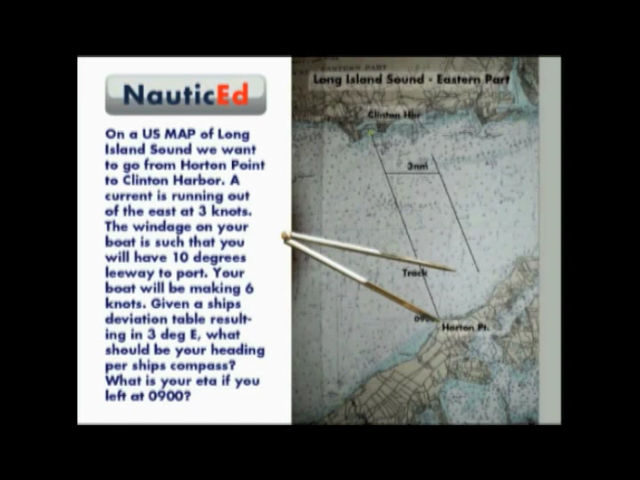 NauticEd
On a US MAP of Long
Island Sound we want
to go from Horton Point
to Clinton Harbor. A
current is running out
of the east at 3 knots.
The windage on your
boat is such that you
will have 10 degrees
leeway to port. Your
boat will be making 6
knots. Given a ships
deviation table result-
ing in 3 deg E, what
should be your heading
per ships compass?
What is your eta if you
left at 0900?
EASTERN PART
Long Island Sound - Eastern Part
Clinton Hbr
3nm
Track
Horton Pt.